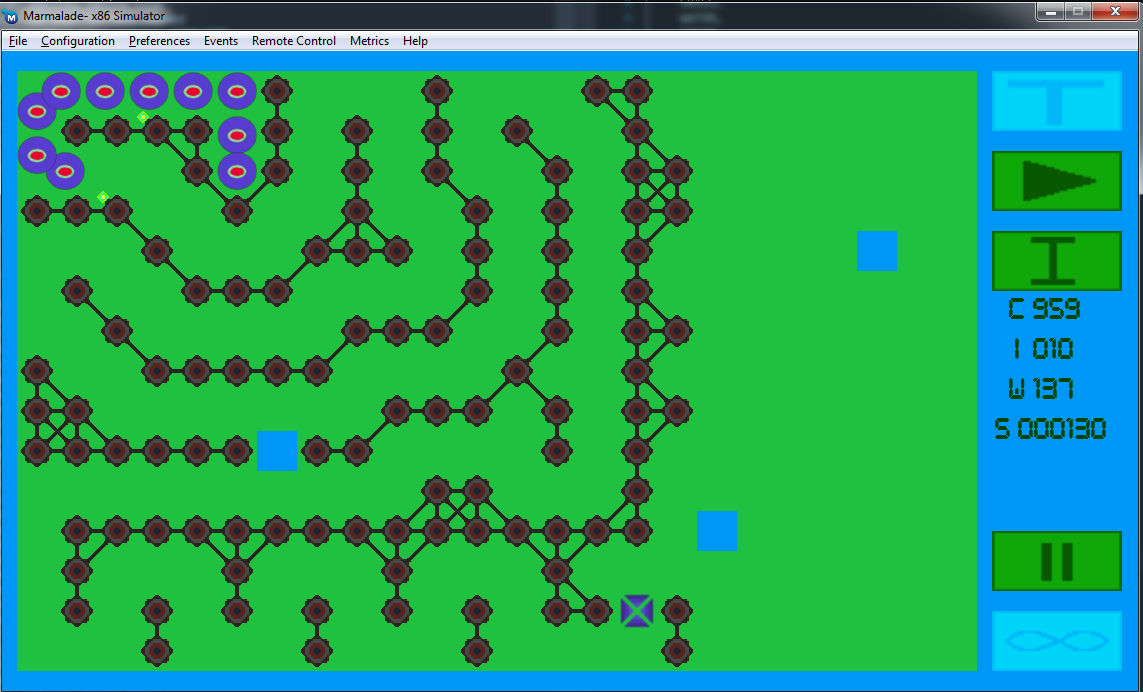 Marmalade- x86 Simulator
File Configuration Preferences Events Remote Control Metrics Help
T
I
C 959
I 010
W 137
S 000130